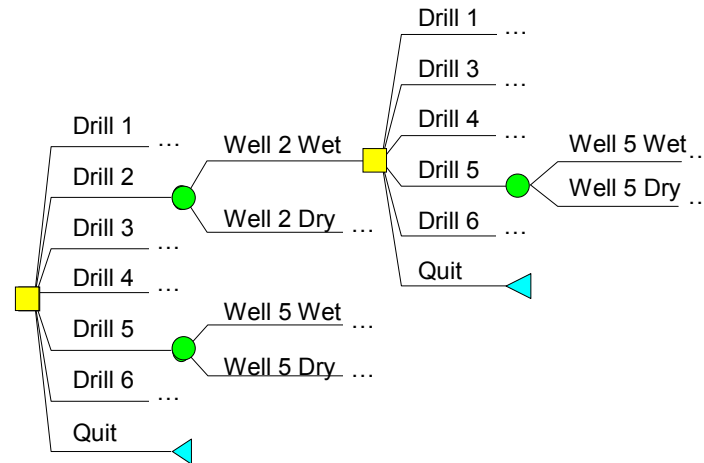 Drill 1 ...
Drill 2
Drill 3 ...
Drill 4 ...
Drill 5
Drill 6 ...
Quit
Well 2 Wet
Well 2 Dry ...
Well 5 Wet ...
Well 5 Dry ...
Drill 1 ...
Drill 3 ...
Drill 4 ...
Drill 5
Drill 6 ...
Quit
Well 5 Wet ..
Well 5 Dry ..